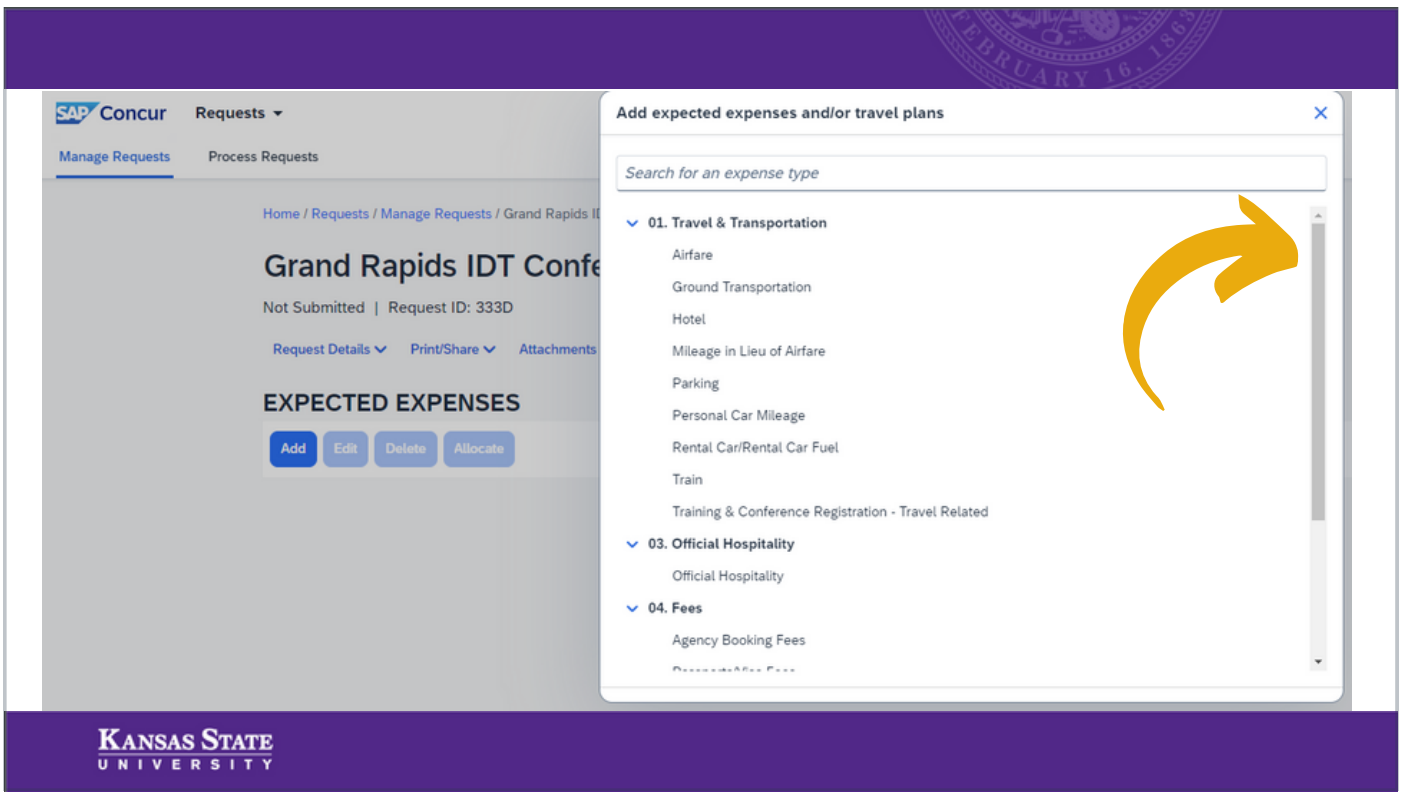 FEBRUARY 16, 1863
SAP Concur Requests
Manage Requests Process Requests
Home / Requests / Manage Requests / Grand Rapids
Grand Rapids IDT Confe
Not Submitted | Request ID: 333D
Request Details Print/Share Attachments
EXPECTED EXPENSES
Add Edit Delete Allocate
Add expected expenses and/or travel plans
Search for an expense type
01. Travel & Transportation
Airfare
Ground Transportation
Hotel
Mileage in Lieu of Airfare
Parking
Personal Car Mileage
Rental Car/Rental Car Fuel
Train
Training & Conference Registration - Travel Related
03. Official Hospitality
Official Hospitality
04. Fees
Agency Booking Fees
KANSAS STATE
UNIVERSITY